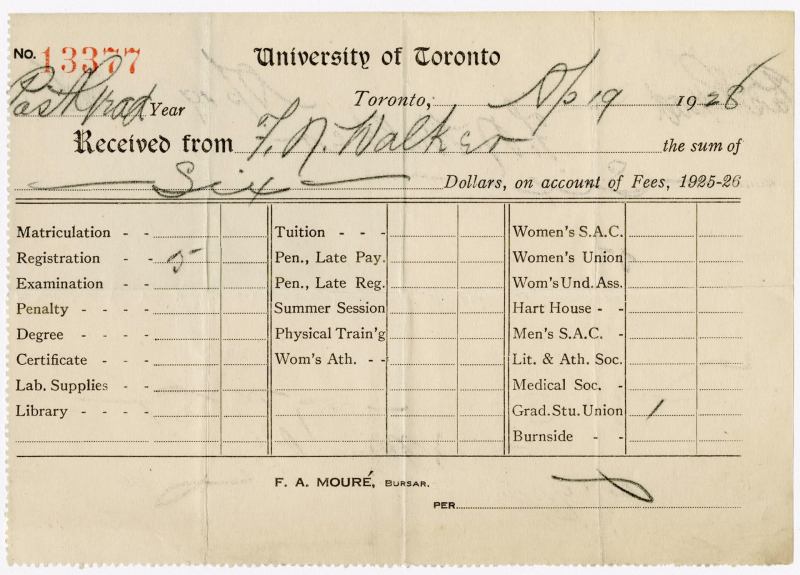 No. 13377
University of Toronto
Post Grad Year
Toronto, Ap 19 1926
Received from F. N. Walker the sum of
Six Dollars, on account of Fees, 1925-26
Matriculation - - Tuition - - - Women's S.A.C.
Registration - - 5 Pen., Late Pay. Women's Union
Examination - - Pen., Late Reg. Wom's Und. Ass.
Penalty - - - - Summer Session Hart House - -
Degree - - - - Physical Train'g Men's S.A.C. -
Certificate - - - Wom's Ath. - - Lit. & Ath. Soc.
Lab. Supplies - - Medical Soc. -
Library - - - - Grad. Stu. Union 1
Burnside - -
F. A. MOURÉ, BURSAR.
PER